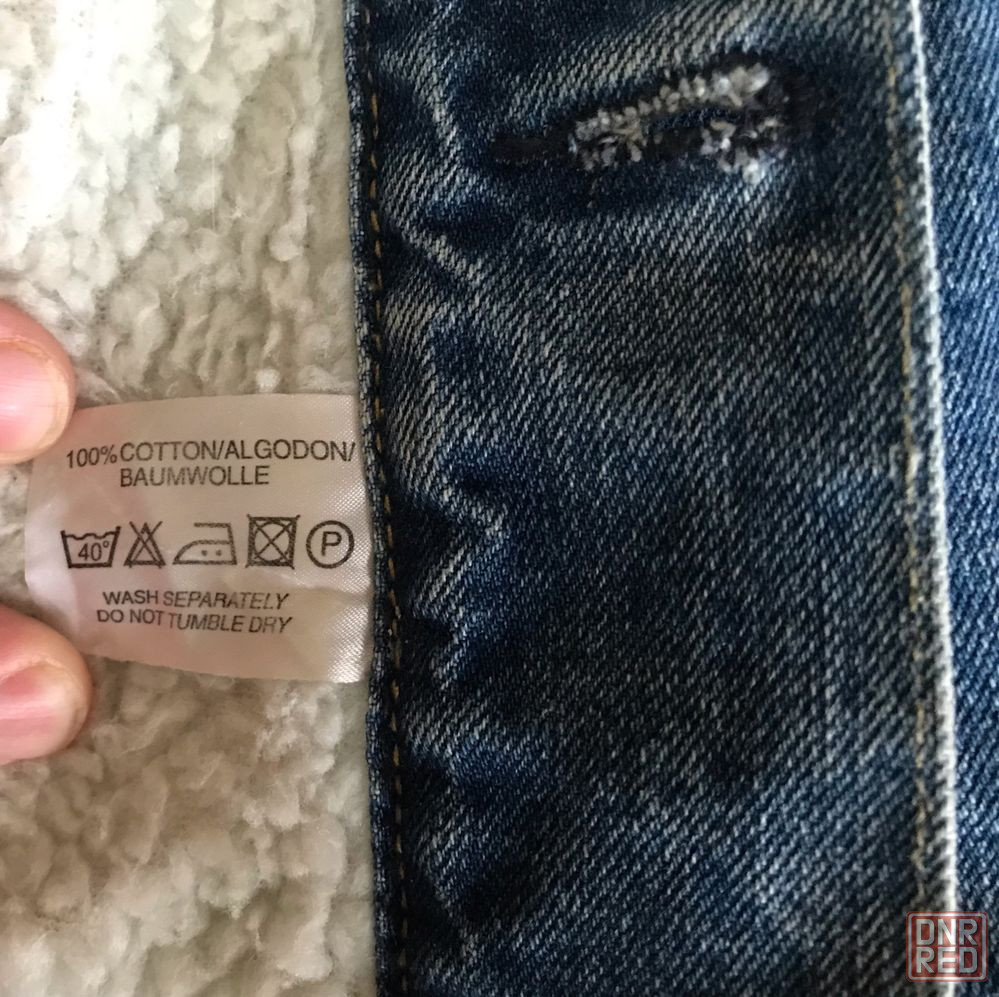 100% COTTON/ALGODON/
BAUMWOLLE
40° P
WASH SEPARATELY
DO NOT TUMBLE DRY
DNR
RED